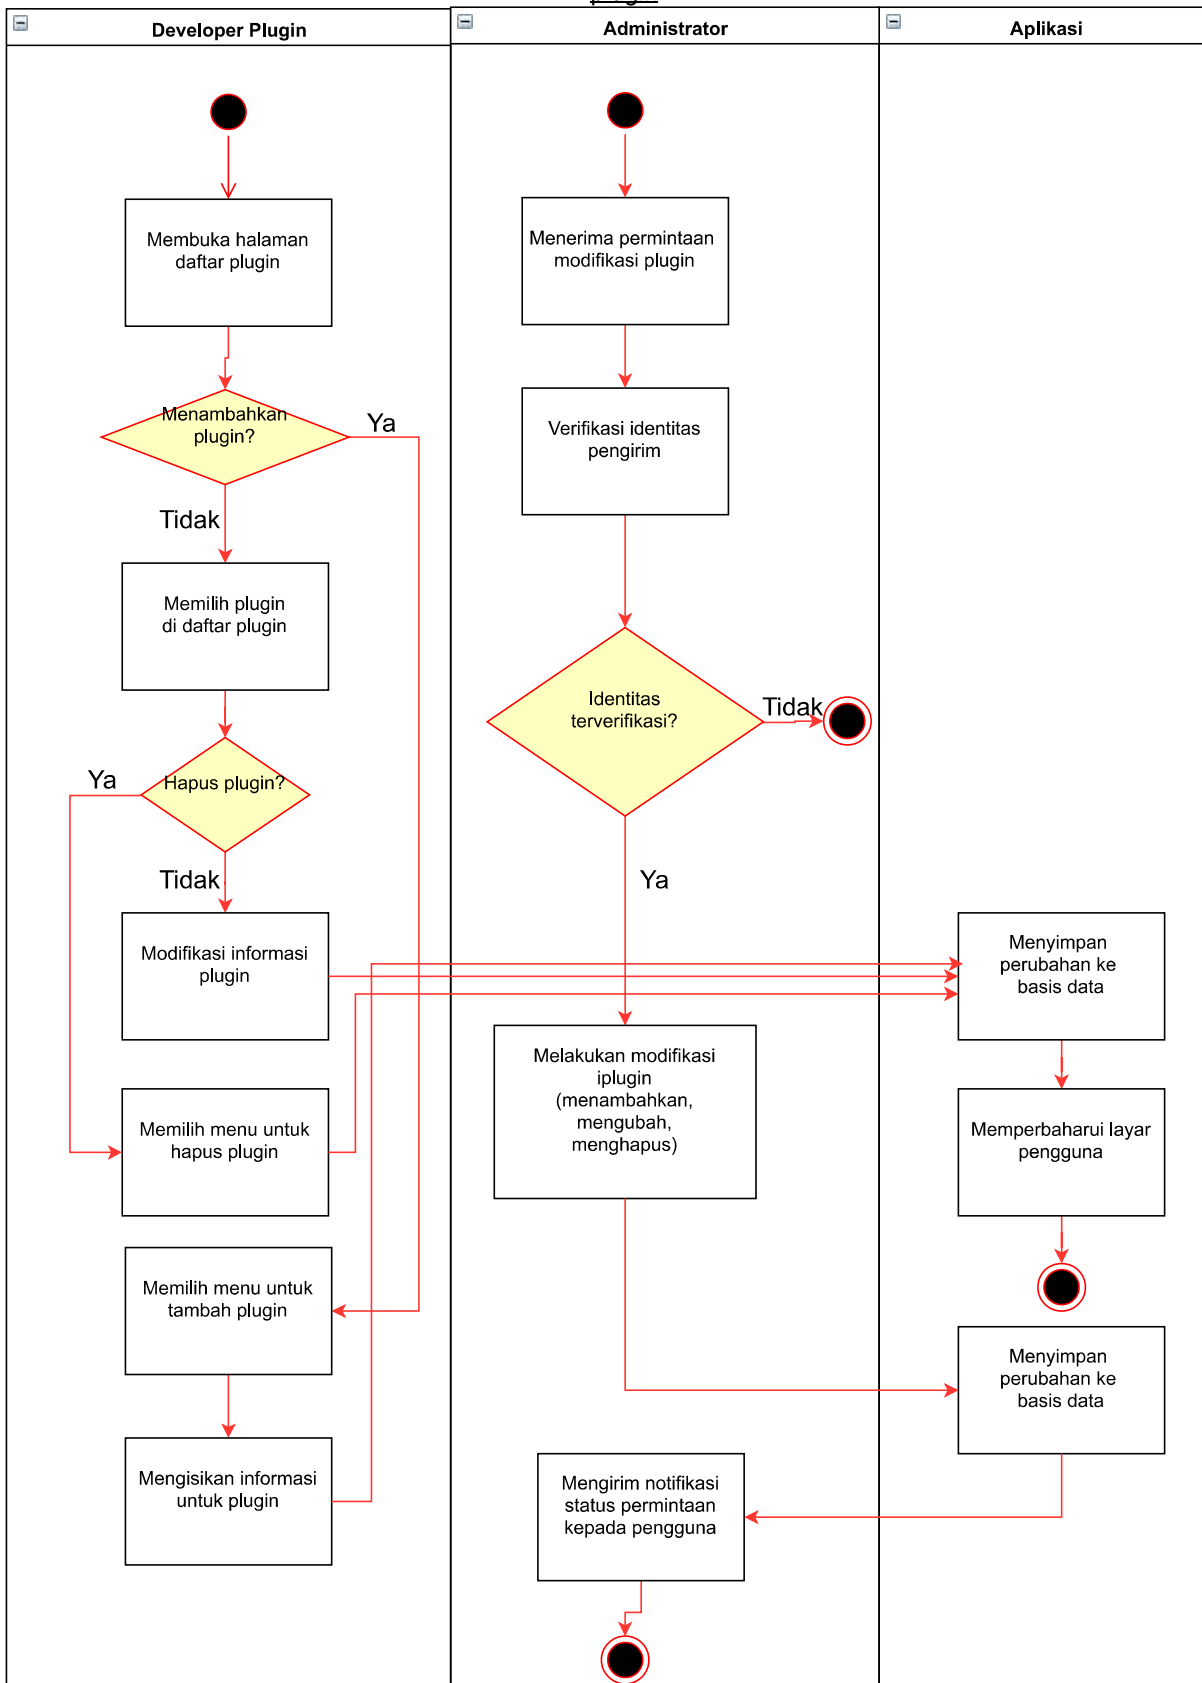 plugin
Developer Plugin
Administrator
Aplikasi
Membuka halaman
daftar plugin
Menambahkan
plugin?
Ya
Tidak
Memilih plugin
di daftar plugin
Hapus plugin?
Ya
Tidak
Modifikasi informasi
plugin
Memilih menu untuk
hapus plugin
Memilih menu untuk
tambah plugin
Mengisikan informasi
untuk plugin
Menerima permintaan
modifikasi plugin
Verifikasi identitas
pengirim
Identitas
terverifikasi?
Tidak
Ya
Melakukan modifikasi
iplugin
(menambahkan,
mengubah,
menghapus)
Mengirim notifikasi
status permintaan
kepada pengguna
Menyimpan
perubahan ke
basis data
Memperbaharui layar
pengguna
Menyimpan
perubahan ke
basis data